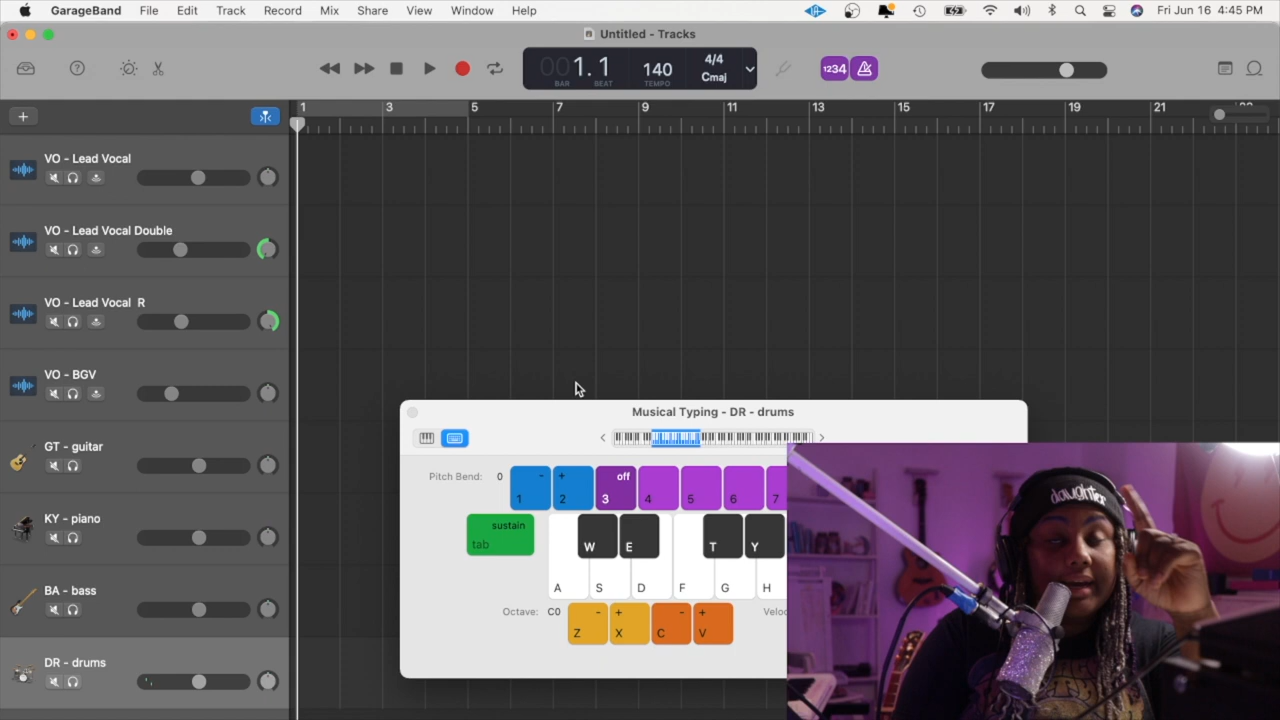 GarageBand File Edit Track Record Mix Share View Window Help Fri Jun 16 4:45 PM
Untitled - Tracks
001.1 140 4/4
BAR BEAT TEMPO Cmaj
1234
1 3 5 7 9 11 13 15 17 19 21
VO - Lead Vocal
VO - Lead Vocal Double
VO - Lead Vocal R
VO - BGV
GT - guitar
KY - piano
BA - bass
DR - drums
Musical Typing - DR - drums
Pitch Bend: 0 - + off
1 2 3 4 5 6 7
sustain
tab
W E T Y
A S D F G H
Octave: C0 - + - + Veloc
Z X C V
daughter